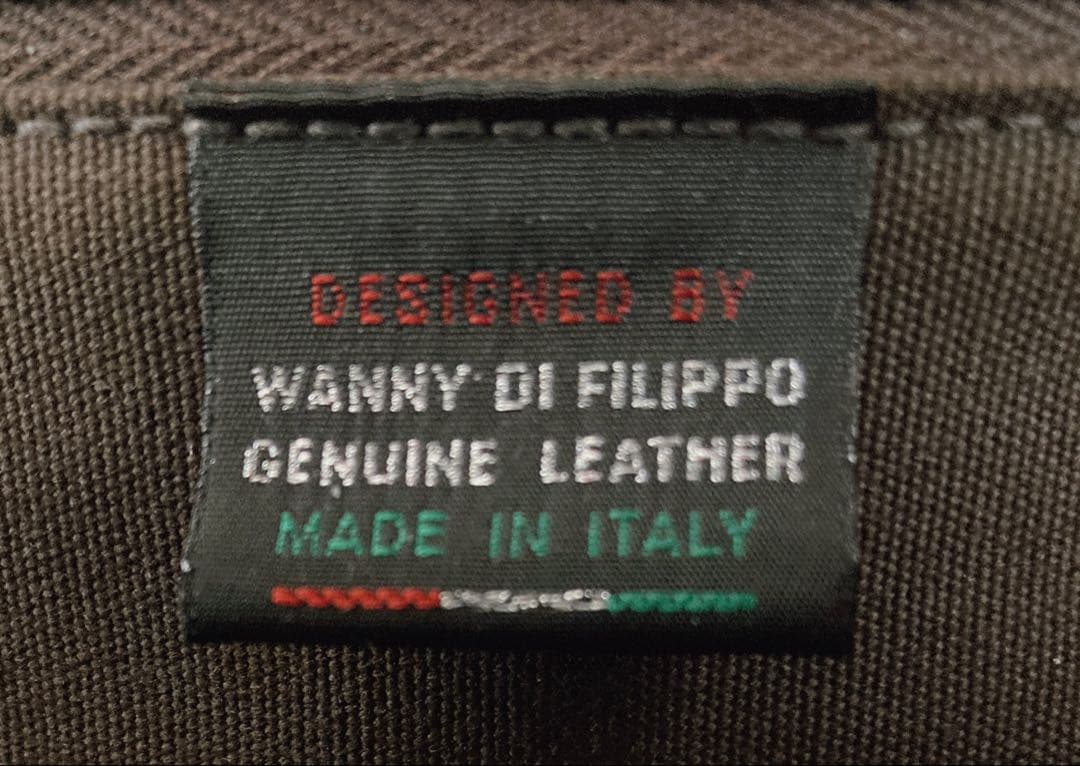 DESIGNED BY
WANNY DI FILIPPO
GENUINE LEATHER
MADE IN ITALY